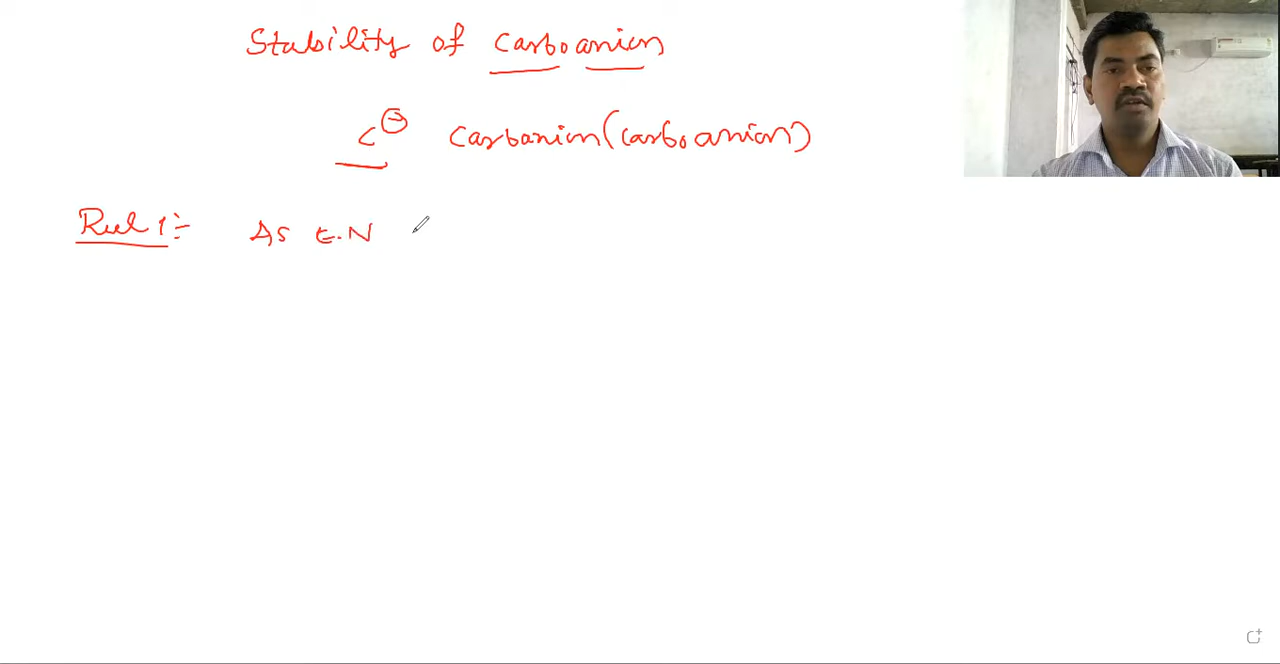 Stability of carboanion
C⊖ carbanion(carboanion)
Rul 1:- As E.N